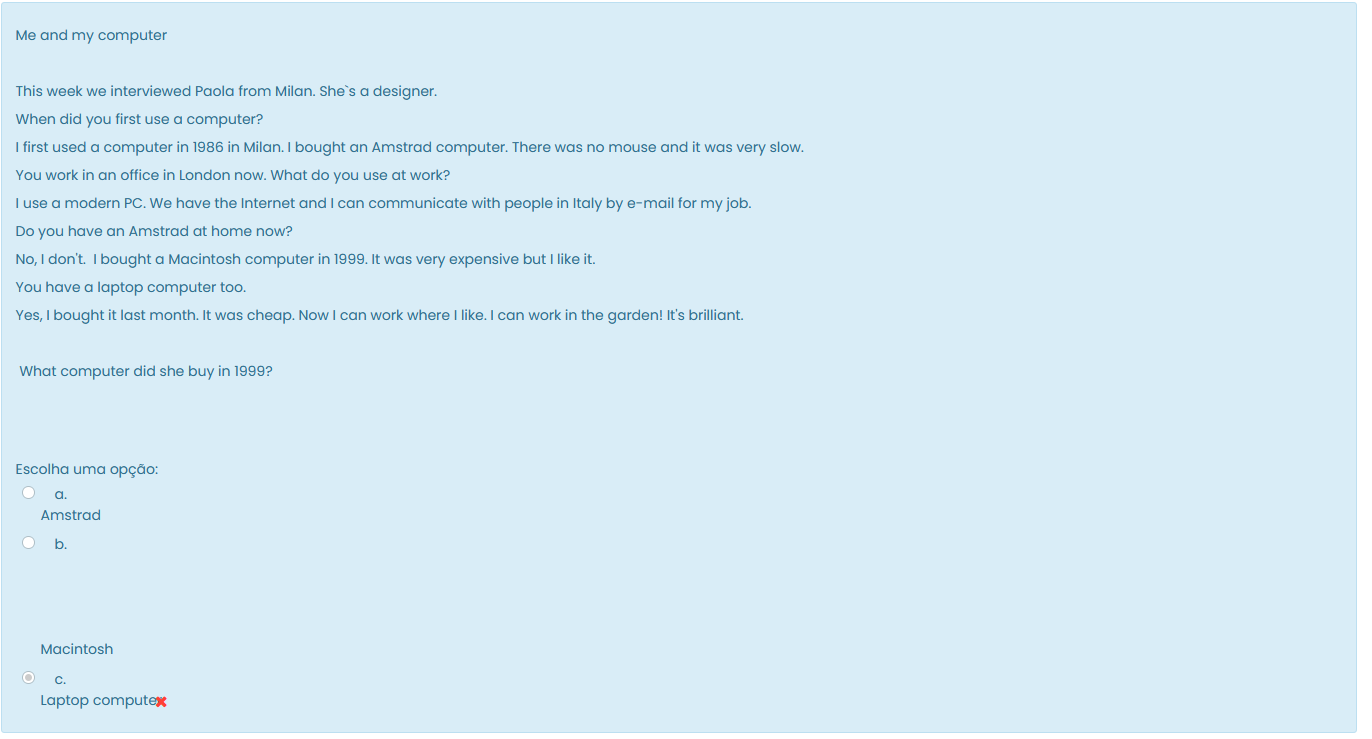 Me and my computer
This week we interviewed Paola from Milan. She`s a designer.
When did you first use a computer?
I first used a computer in 1986 in Milan. I bought an Amstrad computer. There was no mouse and it was very slow.
You work in an office in London now. What do you use at work?
I use a modern PC. We have the Internet and I can communicate with people in Italy by e-mail for my job.
Do you have an Amstrad at home now?
No, I don't.  I bought a Macintosh computer in 1999. It was very expensive but I like it.
You have a laptop computer too.
Yes, I bought it last month. It was cheap. Now I can work where I like. I can work in the garden! It's brilliant.
What computer did she buy in 1999?
Escolha uma opção:
a.
Amstrad
b.
Macintosh
c.
Laptop computer